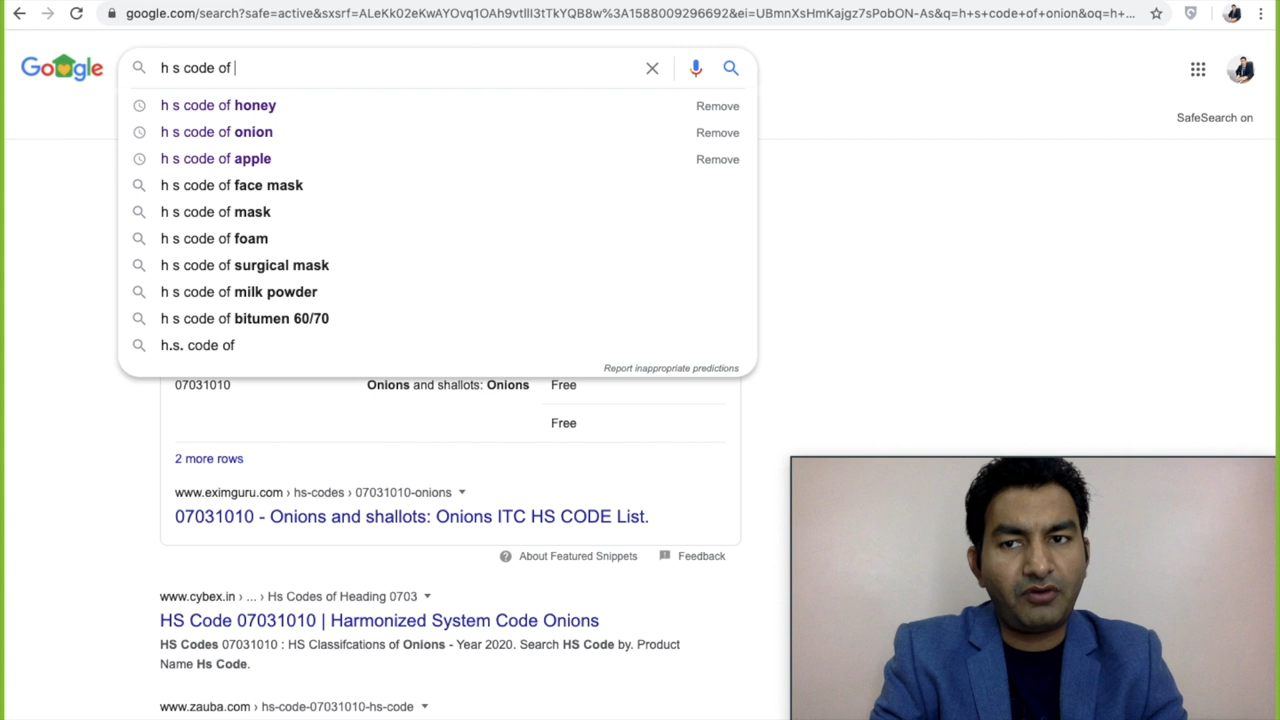 google.com/search?safe=active&sxsrf=ALeKk02eKwAYOvq1OAh9vtlll3tTkYQB8w%3A1588009296692&ei=UBmnXsHmKajgz7sPobON-As&q=h+s+code+of+onion&oq=h+...
Google
h s code of
SafeSearch on
h s code of honey Remove
h s code of onion Remove
h s code of apple Remove
h s code of face mask
h s code of mask
h s code of foam
h s code of surgical mask
h s code of milk powder
h s code of bitumen 60/70
h.s. code of
Report inappropriate predictions
07031010 Onions and shallots: Onions Free
Free
2 more rows
www.eximguru.com › hs-codes › 07031010-onions
07031010 - Onions and shallots: Onions ITC HS CODE List.
About Featured Snippets Feedback
www.cybex.in › ... › Hs Codes of Heading 0703
HS Code 07031010 | Harmonized System Code Onions
HS Codes 07031010 : HS Classifcations of Onions - Year 2020. Search HS Code by. Product
Name Hs Code.
www.zauba.com › hs-code-07031010-hs-code